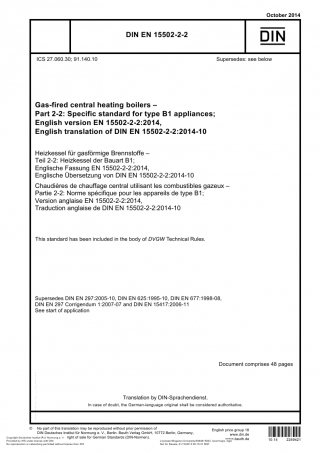 October 2014
DIN EN 15502-2-2
DIN
ICS 27.060.30; 91.140.10
Supersedes: see below
Gas-fired central heating boilers –
Part 2-2: Specific standard for type B1 appliances;
English version EN 15502-2-2:2014,
English translation of DIN EN 15502-2-2:2014-10
Heizkessel für gasförmige Brennstoffe –
Teil 2-2: Heizkessel der Bauart B1;
Englische Fassung EN 15502-2-2:2014,
Englische Übersetzung von DIN EN 15502-2-2:2014-10
Chaudières de chauffage central utilisant les combustibles gazeux –
Partie 2-2: Norme spécifique pour les appareils de type B1;
Version anglaise EN 15502-2-2:2014,
Traduction anglaise de DIN EN 15502-2-2:2014-10
This standard has been included in the body of DVGW Technical Rules.
Supersedes DIN EN 297:2005-10, DIN EN 625:1995-10, DIN EN 677:1998-08,
DIN EN 297 Corrigendum 1:2007-07 and DIN EN 15417:2006-11
See start of application
Document comprises 48 pages
Translation by DIN-Sprachendienst.
In case of doubt, the German-language original shall be considered authoritative.
© No part of this translation may be reproduced without prior permission of
DIN Deutsches Institut für Normung e. V., Berlin. Beuth Verlag GmbH, 10772 Berlin, Germany,
right of sale for German Standards (DIN-Normen).
English price group 18
www.din.de
www.beuth.de